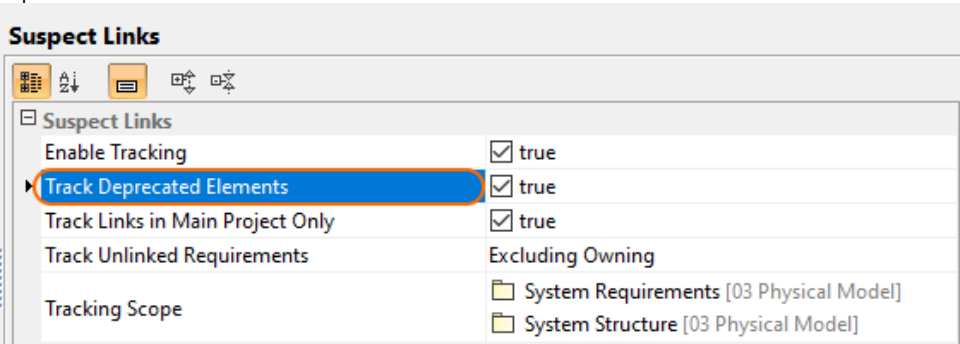 Suspect Links
Suspect Links
Enable Tracking true
Track Deprecated Elements true
Track Links in Main Project Only true
Track Unlinked Requirements Excluding Owning
Tracking Scope
System Requirements [03 Physical Model]
System Structure [03 Physical Model]